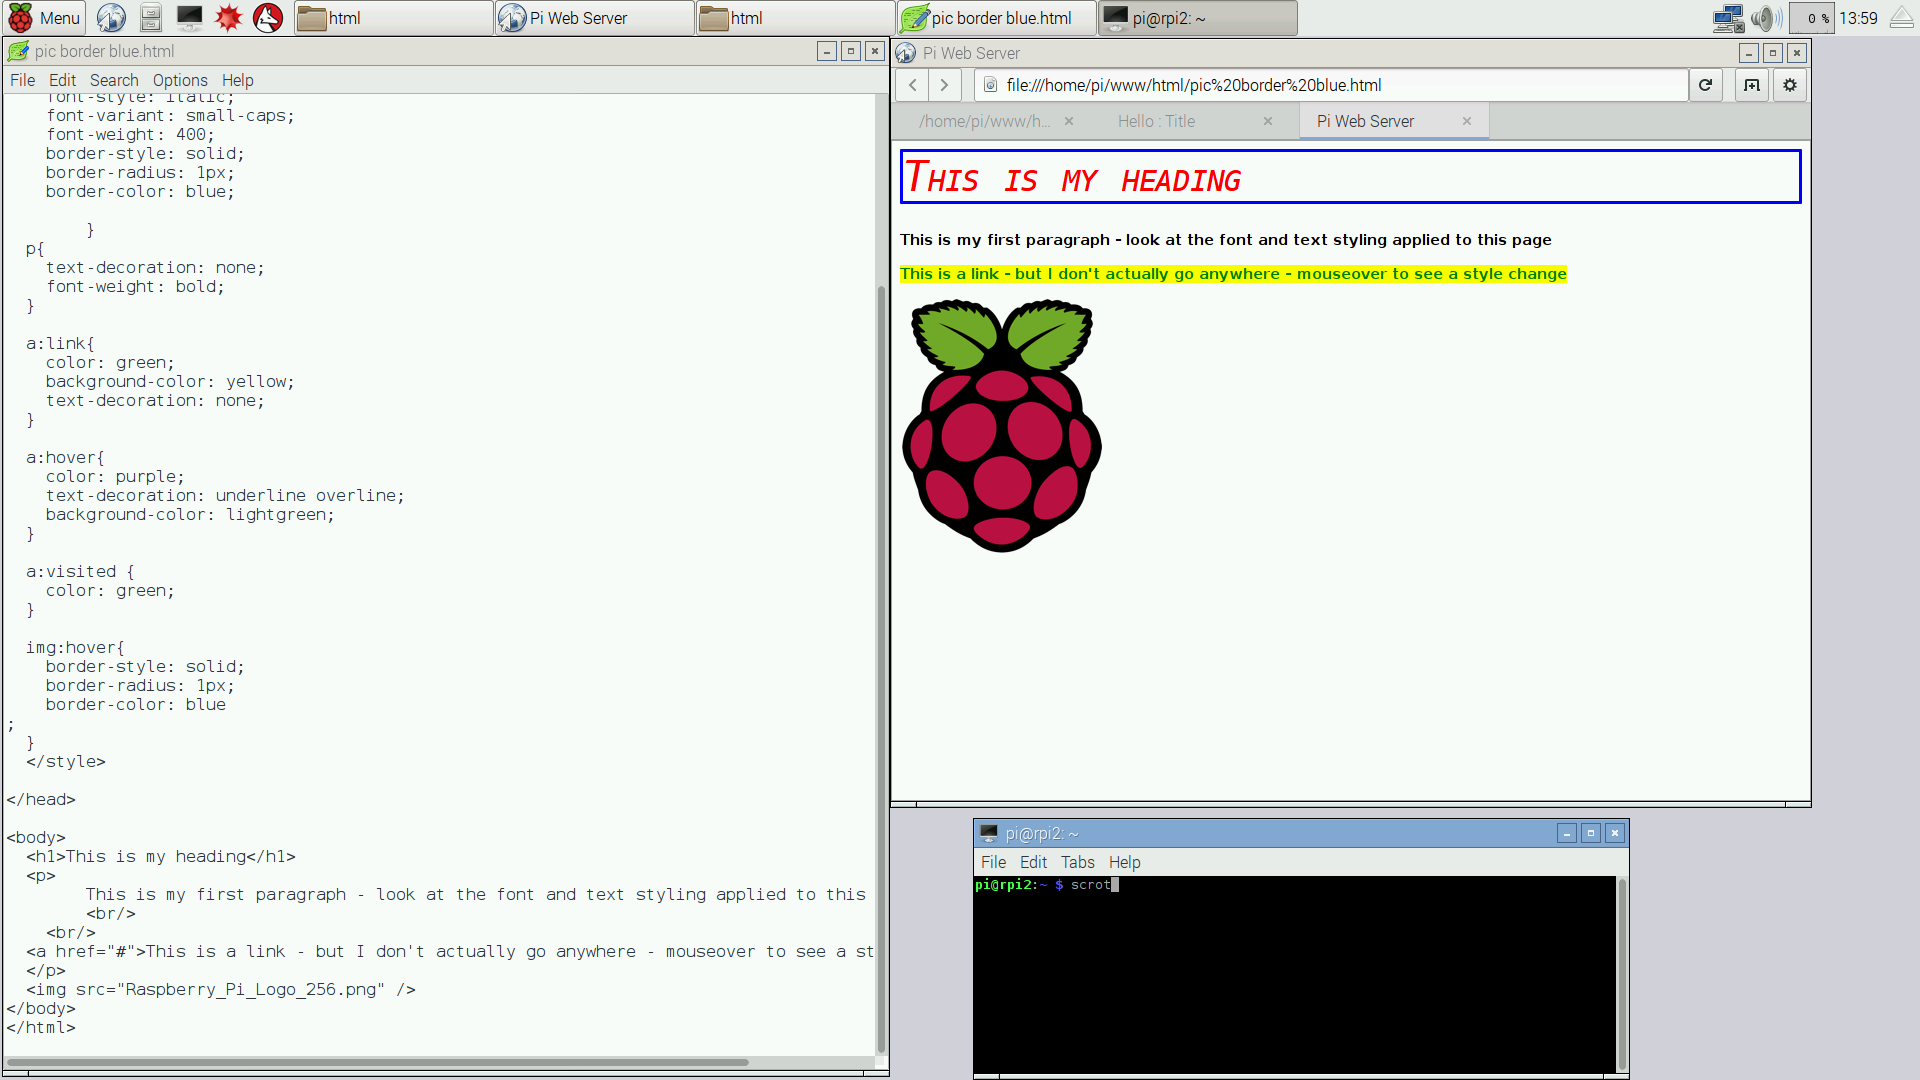 Menu html Pi Web Server html pic border blue.html pi@rpi2: ~ 0 % 13:59
pic border blue.html
File Edit Search Options Help
font-style: italic;
font-variant: small-caps;
font-weight: 400;
border-style: solid;
border-radius: 1px;
border-color: blue;
}
p{
text-decoration: none;
font-weight: bold;
}
a:link{
color: green;
background-color: yellow;
text-decoration: none;
}
a:hover{
color: purple;
text-decoration: underline overline;
background-color: lightgreen;
}
a:visited {
color: green;
}
img:hover{
border-style: solid;
border-radius: 1px;
border-color: blue
;
}
</style>
</head>
<body>
<h1>This is my heading</h1>
<p>
This is my first paragraph - look at the font and text styling applied to this
<br/>
<br/>
<a href="#">This is a link - but I don't actually go anywhere - mouseover to see a st
</p>
<img src="Raspberry_Pi_Logo_256.png" />
</body>
</html>
Pi Web Server
file:///home/pi/www/html/pic%20border%20blue.html
/home/pi/www/h... Hello : Title Pi Web Server
This is my heading
This is my first paragraph - look at the font and text styling applied to this page
This is a link - but I don't actually go anywhere - mouseover to see a style change
pi@rpi2: ~
File Edit Tabs Help
pi@rpi2:~ $ scrot